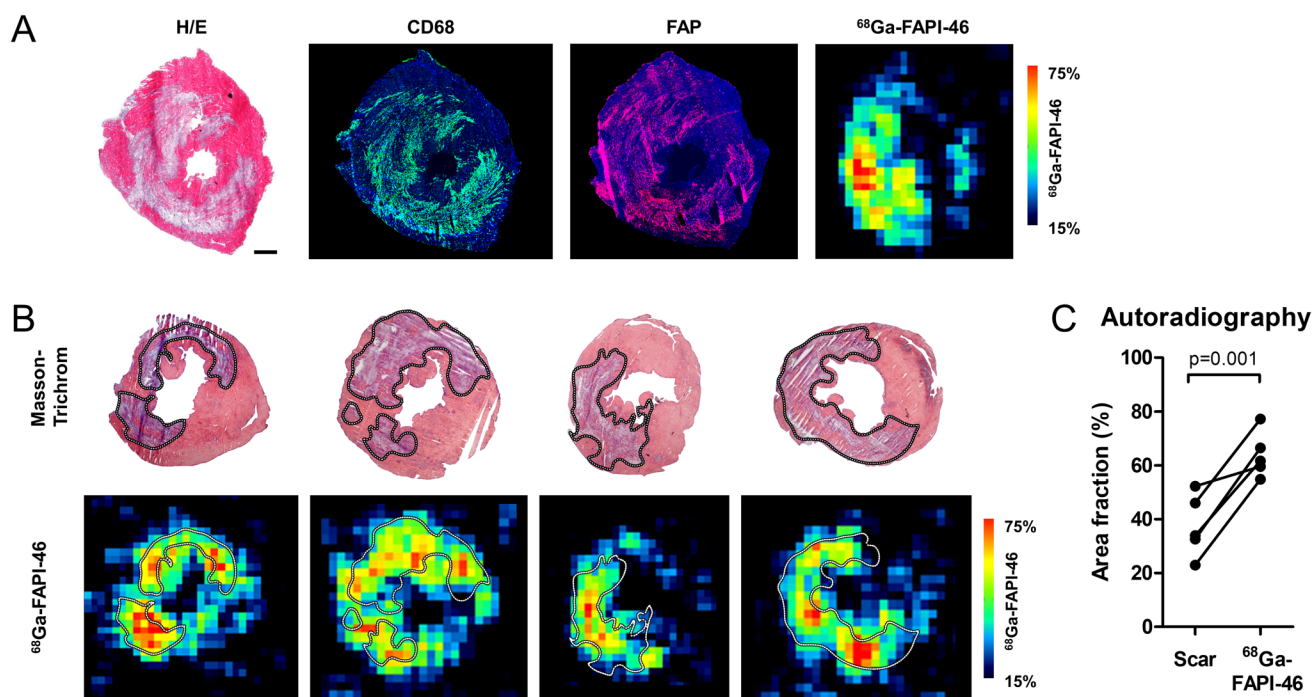 A
H/E
CD68
FAP
⁶⁸Ga-FAPI-46
75%
⁶⁸Ga-FAPI-46
15%
B
Masson-
Trichrom
⁶⁸Ga-FAPI-46
75%
⁶⁸Ga-FAPI-46
15%
C
Autoradiography
p=0.001
Area fraction (%)
100
80
60
40
20
0
Scar
⁶⁸Ga-
FAPI-46